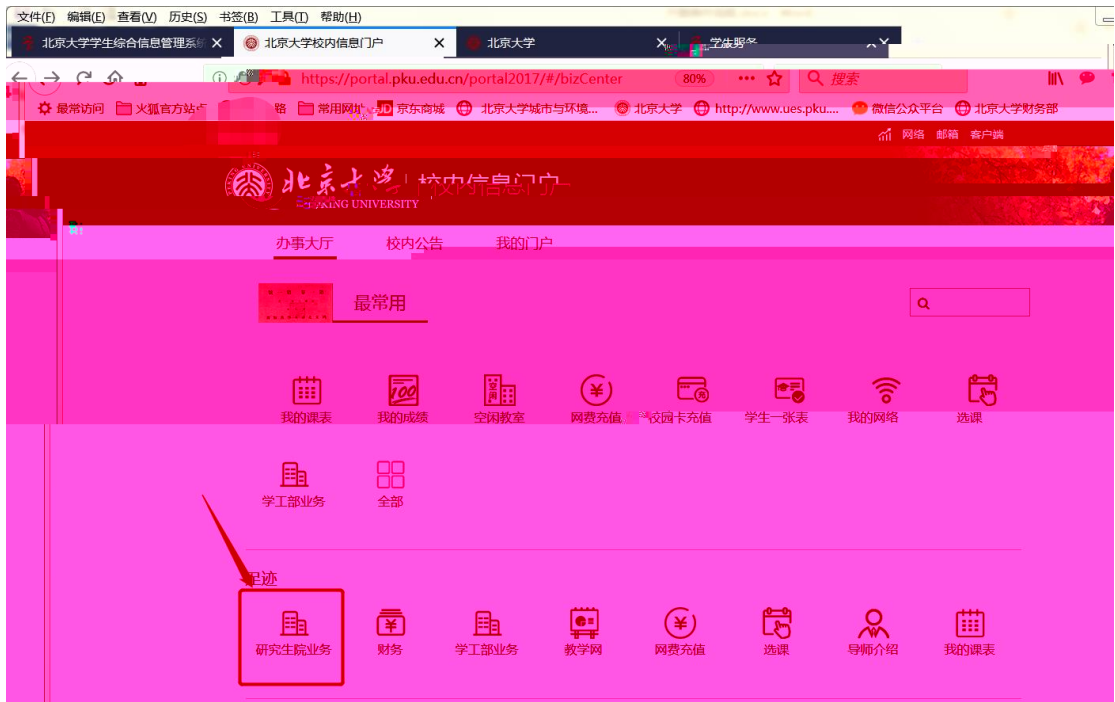 文件(F) 编辑(E) 查看(V) 历史(S) 书签(B) 工具(T) 帮助(H)
北京大学学生综合信息管理系统 北京大学校内信息门户 北京大学
https://portal.pku.edu.cn/portal2017/#/bizCenter 80% 搜索
最常访问 火狐官方站点 常用网址 JD 京东商城 北京大学城市与环境... 北京大学 http://www.ues.pku.... 微信公众平台 北京大学财务部
网络 邮箱 客户端
北京大学 校内信息门户
PEKING UNIVERSITY
办事大厅 校内公告 我的门户
最常用
我的课表 我的成绩 空闲教室 网费充值 校园卡充值 学生一张表 我的网络 选课
学工部业务 全部
足迹
研究生院业务 财务 学工部业务 教学网 网费充值 选课 导师介绍 我的课表